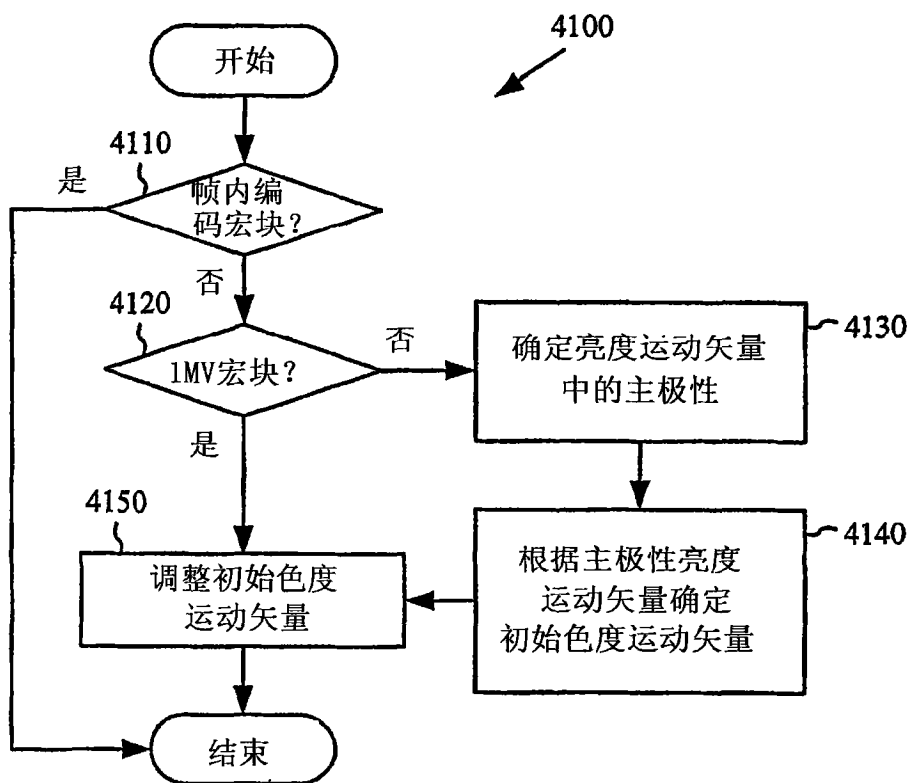 4100
开始
4110
是
帧内编
码宏块？
否
4120
1MV宏块？
否
4130
确定亮度运动矢量
中的主极性
是
4150
4140
调整初始色度
运动矢量
根据主极性亮度
运动矢量确定
初始色度运动矢量
结束